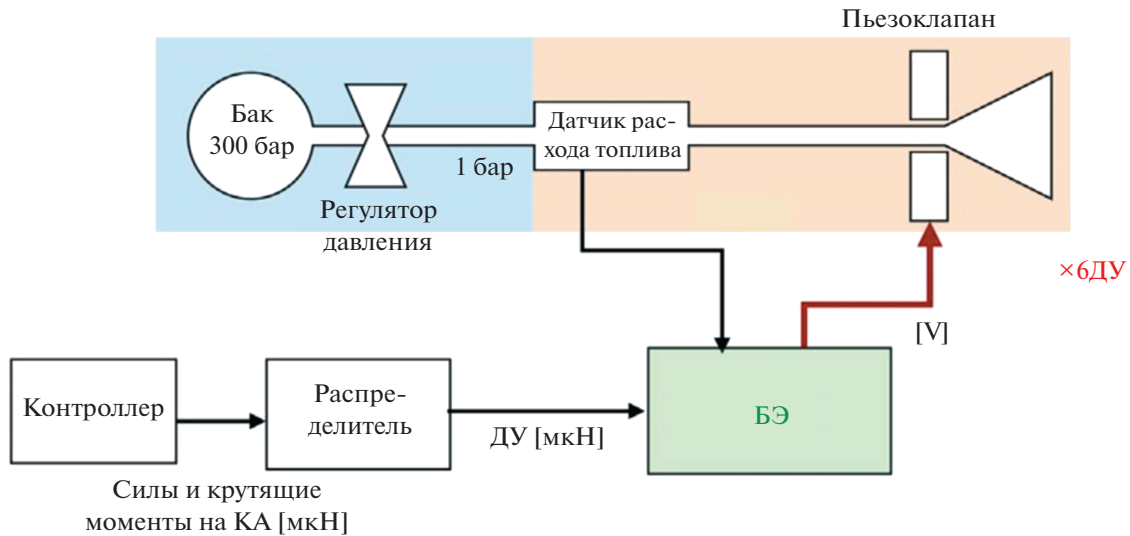 Пьезоклапан
Бак
300 бар
Датчик рас-
хода топлива
1 бар
Регулятор
давления
×6ДУ
[V]
Контроллер
Распре-
делитель
ДУ [мкН]
БЭ
Силы и крутящие
моменты на КА [мкН]